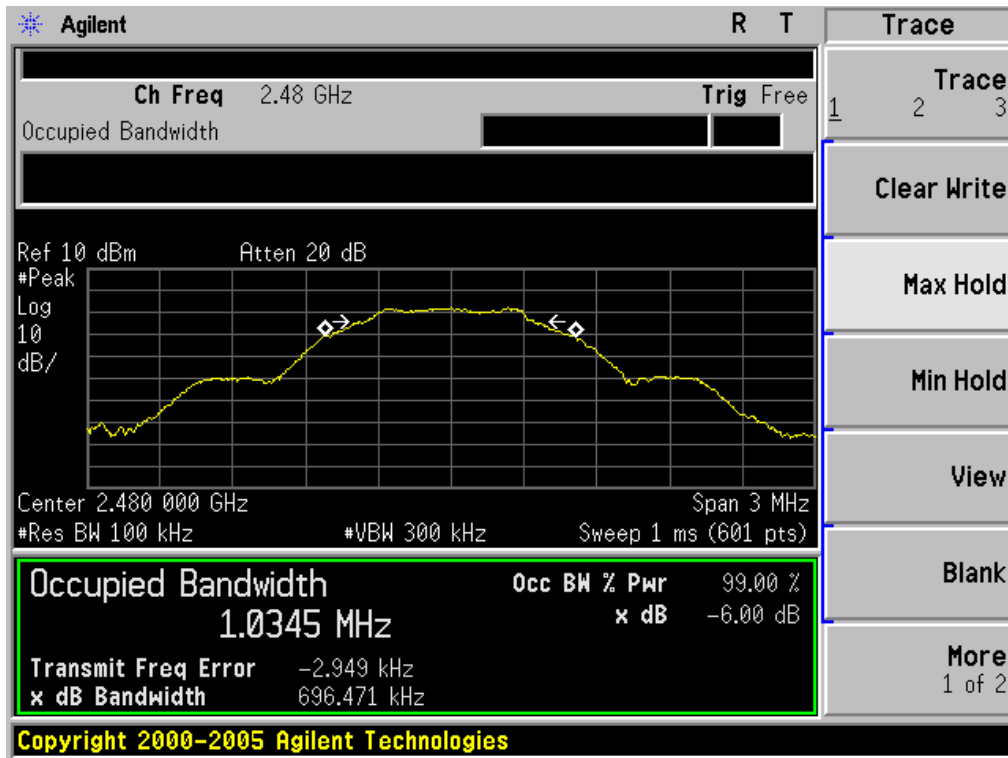 Agilent R T Trace
Ch Freq 2.48 GHz Trig Free
Occupied Bandwidth
Trace
1 2 3
Clear Write
Max Hold
Min Hold
View
Blank
More
1 of 2
Ref 10 dBm Atten 20 dB
#Peak
Log
10
dB/
Center 2.480 000 GHz Span 3 MHz
#Res BW 100 kHz #VBW 300 kHz Sweep 1 ms (601 pts)
Occupied Bandwidth Occ BW % Pwr 99.00 %
1.0345 MHz x dB -6.00 dB
Transmit Freq Error -2.949 kHz
x dB Bandwidth 696.471 kHz
Copyright 2000-2005 Agilent Technologies